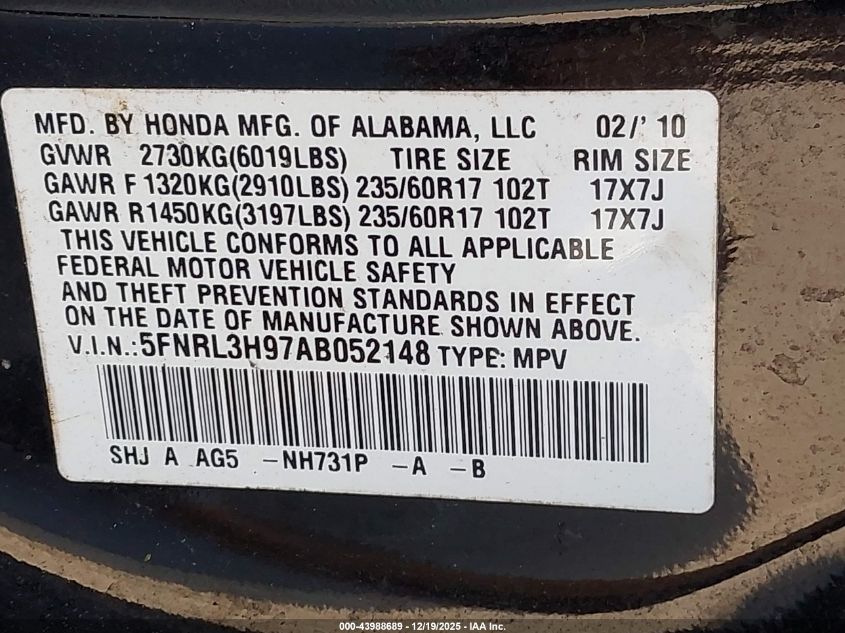 MFD. BY HONDA MFG. OF ALABAMA, LLC 02/' 10
GVWR 2730KG(6019LBS) TIRE SIZE RIM SIZE
GAWR F 1320KG(2910LBS) 235/60R17 102T 17X7J
GAWR R1450KG(3197LBS) 235/60R17 102T 17X7J
THIS VEHICLE CONFORMS TO ALL APPLICABLE
FEDERAL MOTOR VEHICLE SAFETY
AND THEFT PREVENTION STANDARDS IN EFFECT
ON THE DATE OF MANUFACTURE SHOWN ABOVE.
V.I.N.:5FNRL3H97AB052148 TYPE: MPV
SHJ A AG5 -NH731P -A -B
000-43988689 - 12/19/2025 - IAA Inc.